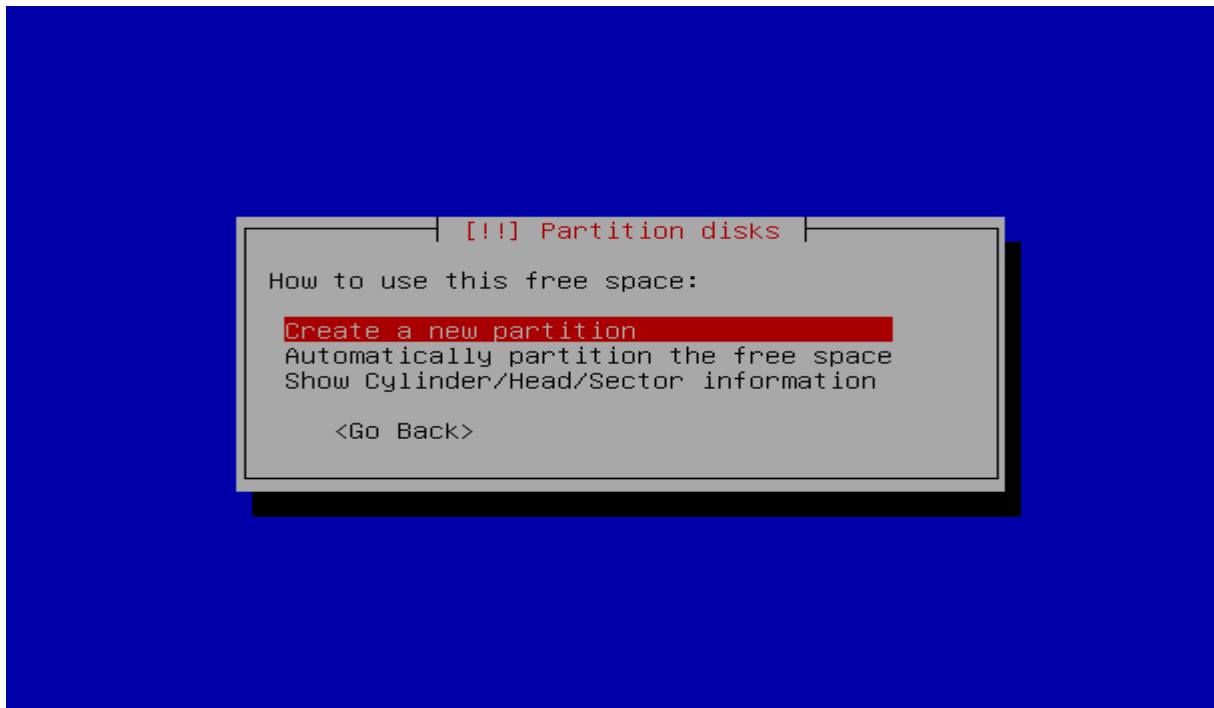 [!!] Partition disks
How to use this free space:
Create a new partition
Automatically partition the free space
Show Cylinder/Head/Sector information
<Go Back>